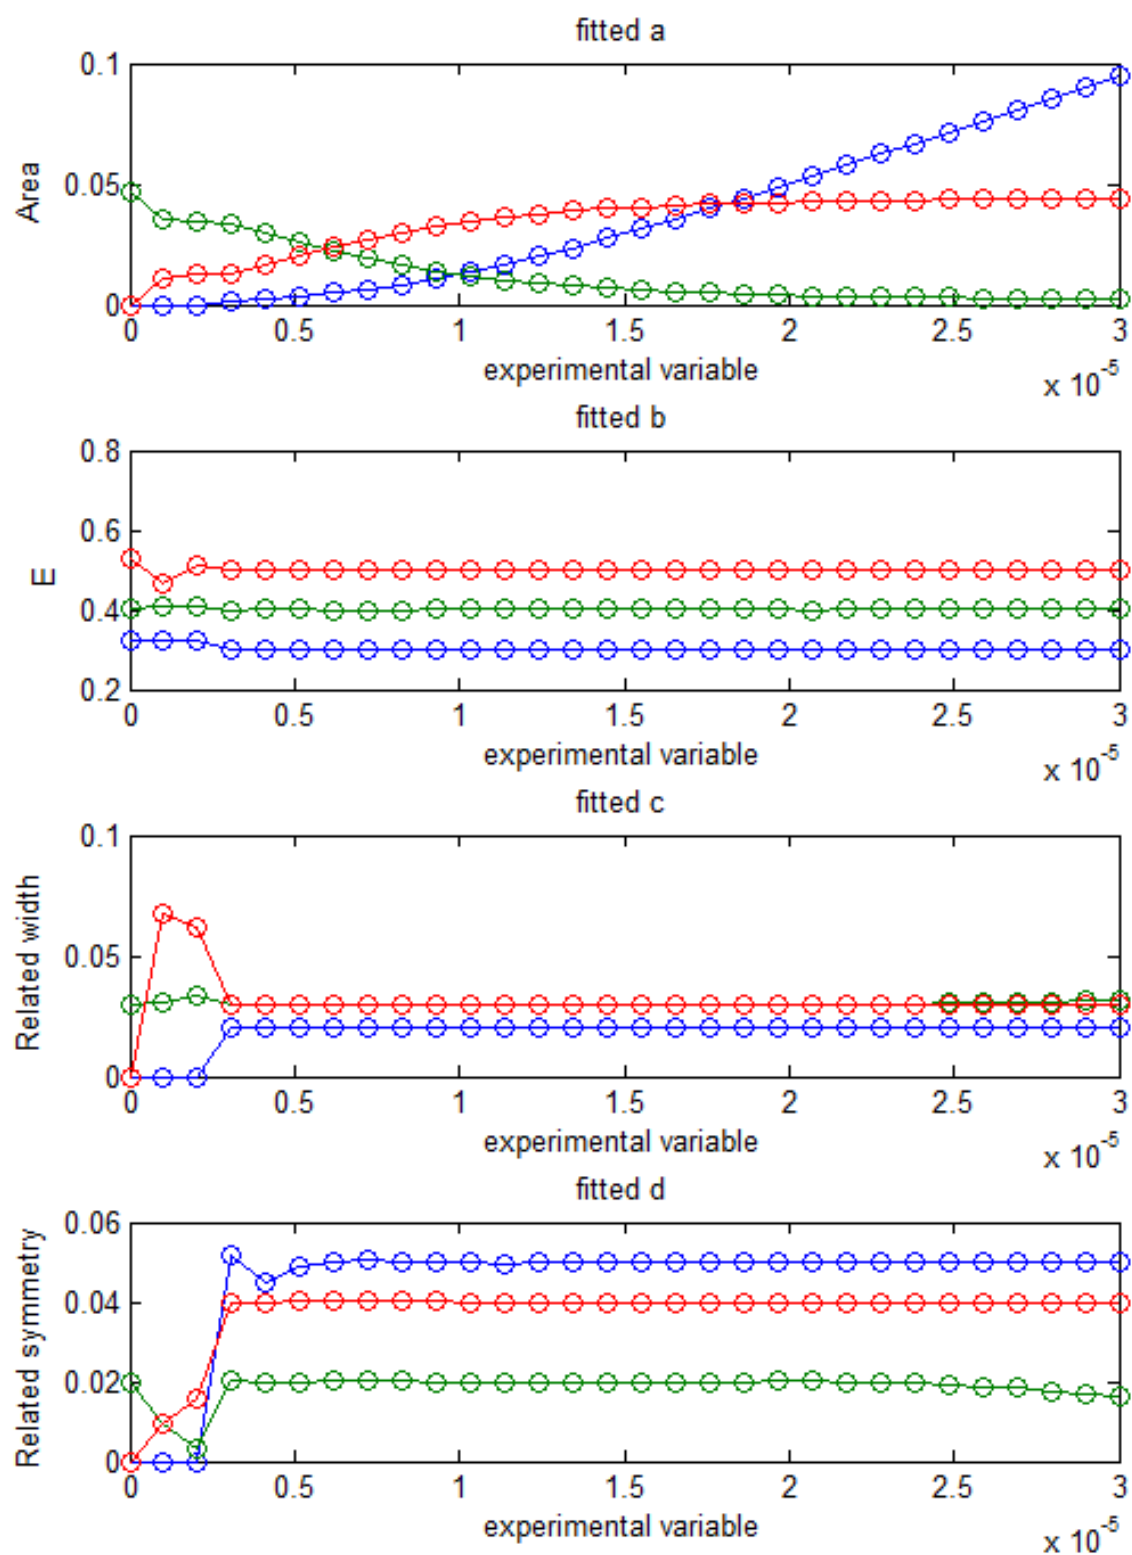 fitted a
Area
0.1
0.05
0
0 0.5 1 1.5 2 2.5 3
experimental variable
x 10^-5
fitted b
E
0.8
0.6
0.4
0.2
0 0.5 1 1.5 2 2.5 3
experimental variable
x 10^-5
fitted c
Related width
0.1
0.05
0
0 0.5 1 1.5 2 2.5 3
experimental variable
x 10^-5
fitted d
Related symmetry
0.06
0.04
0.02
0
0 0.5 1 1.5 2 2.5 3
experimental variable
x 10^-5